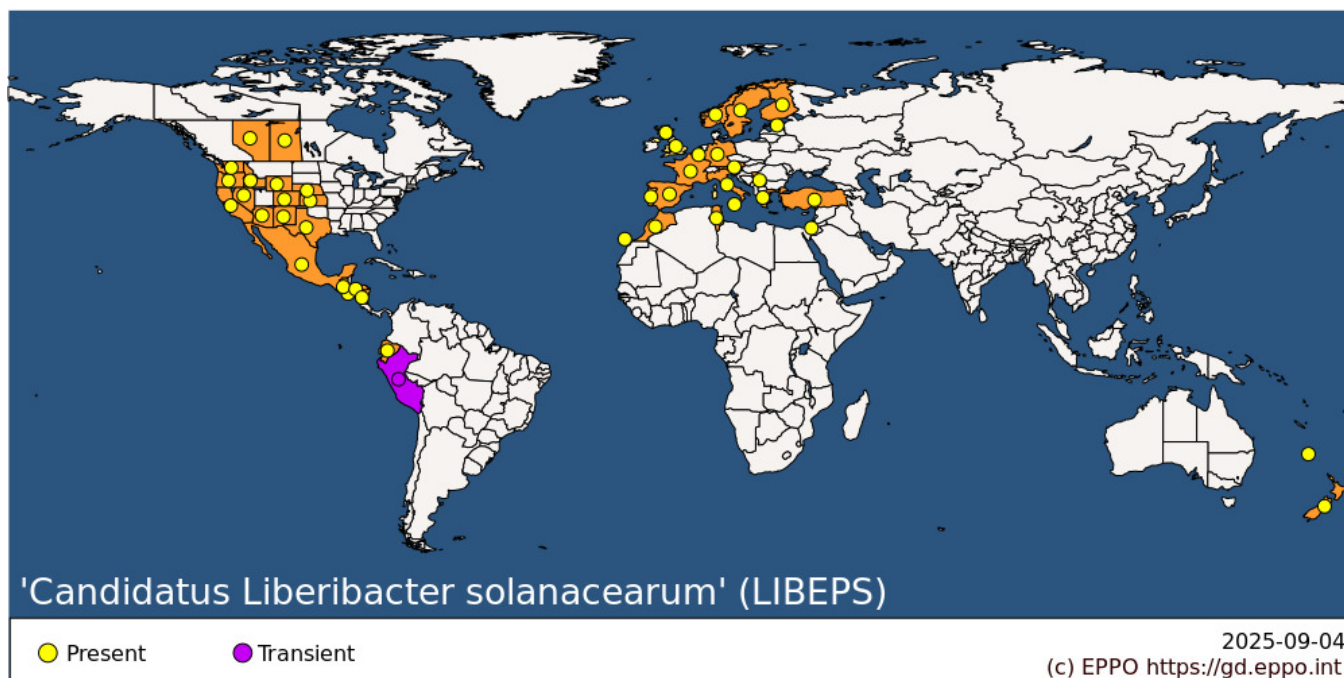 'Candidatus Liberibacter solanacearum' (LIBEPS)
Present
Transient
2025-09-04
(c) EPPO https://gd.eppo.int